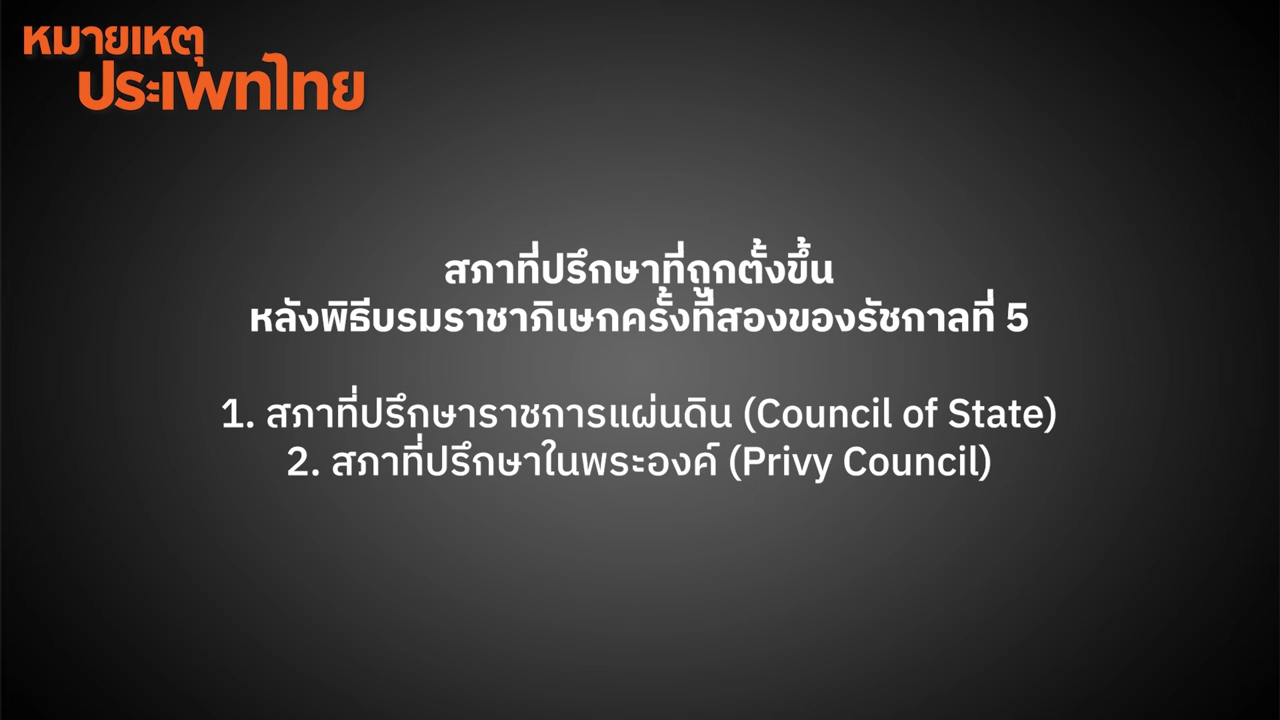 หมายเหตุ
ประเพทไทย
สภาที่ปรึกษาที่ถูกตั้งขึ้น
หลังพิธีบรมราชาภิเษกครั้งที่สองของรัชกาลที่ 5
1. สภาที่ปรึกษาราชการแผ่นดิน (Council of State)
2. สภาที่ปรึกษาในพระองค์ (Privy Council)